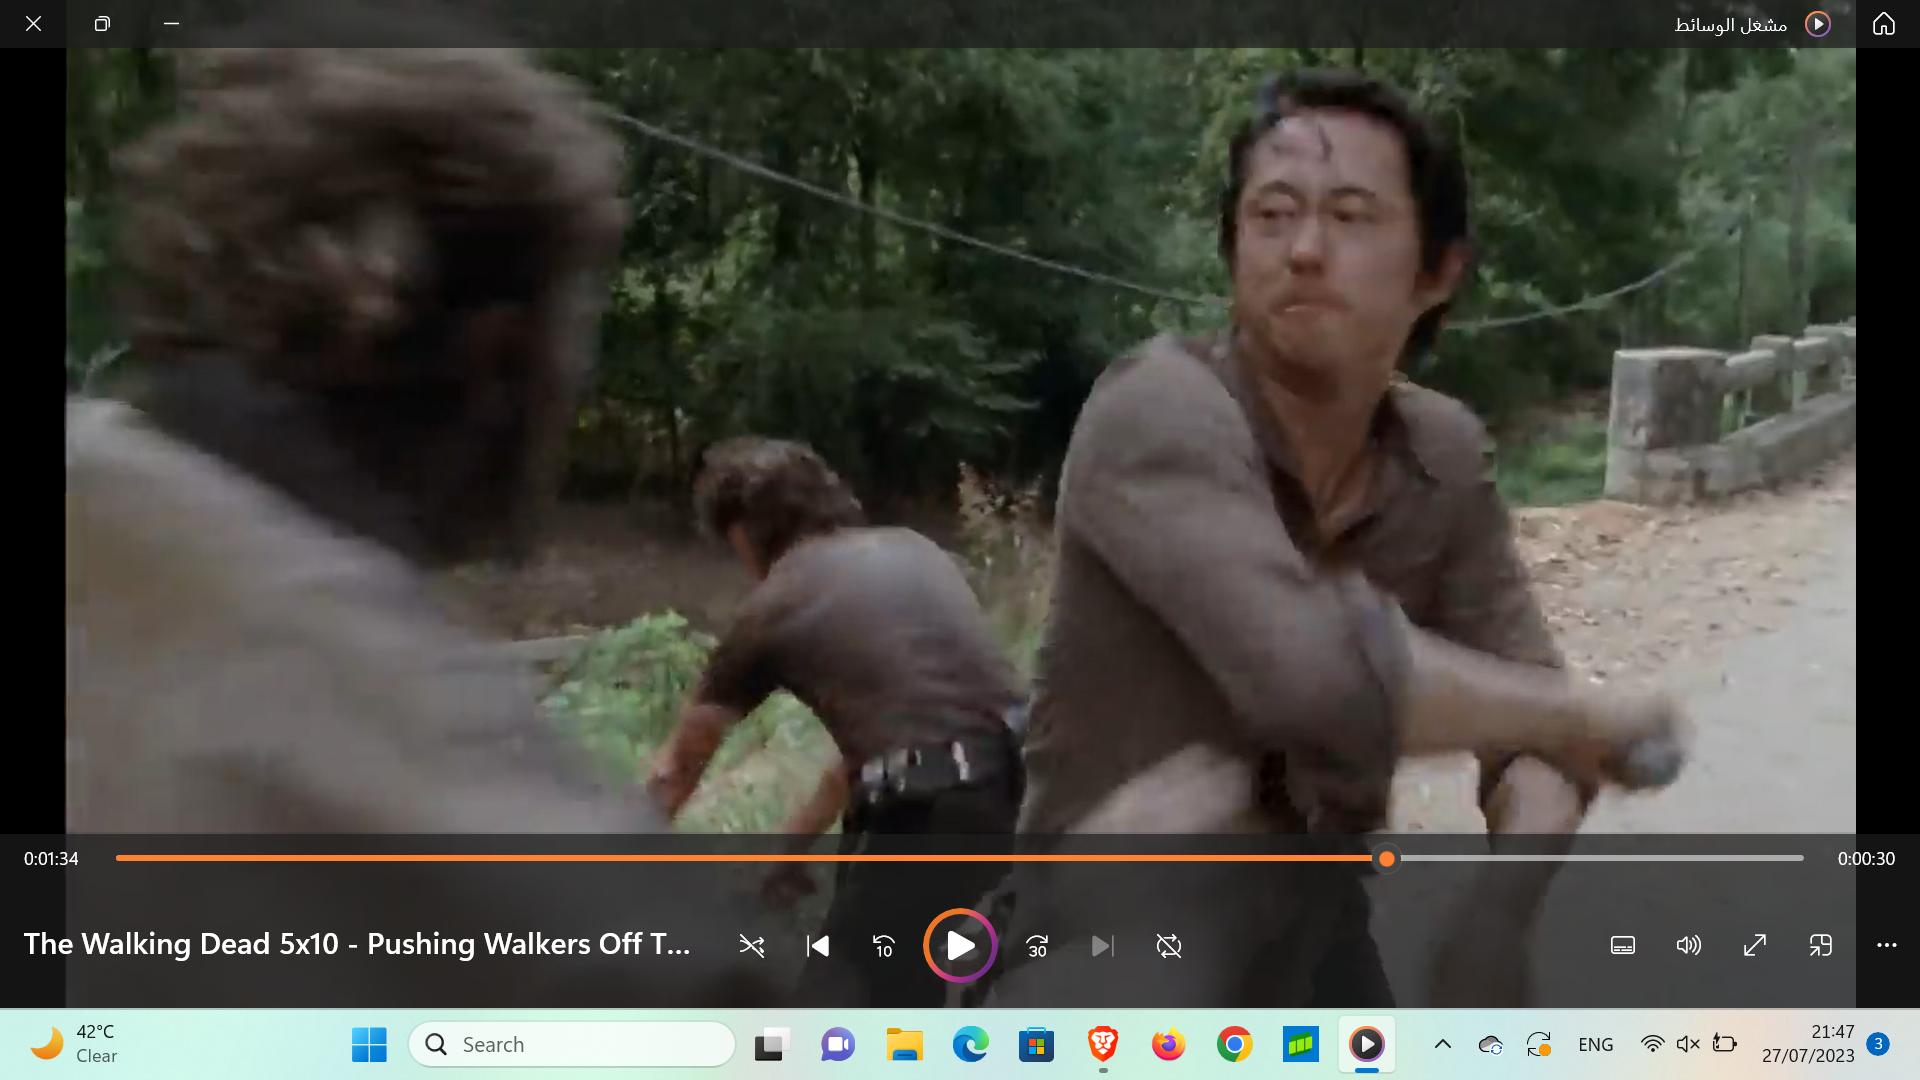 مشغل الوسائط
0:01:34
0:00:30
The Walking Dead 5x10 - Pushing Walkers Off T...
10
30
42°C
Clear
Search
ENG
21:47
27/07/2023
3